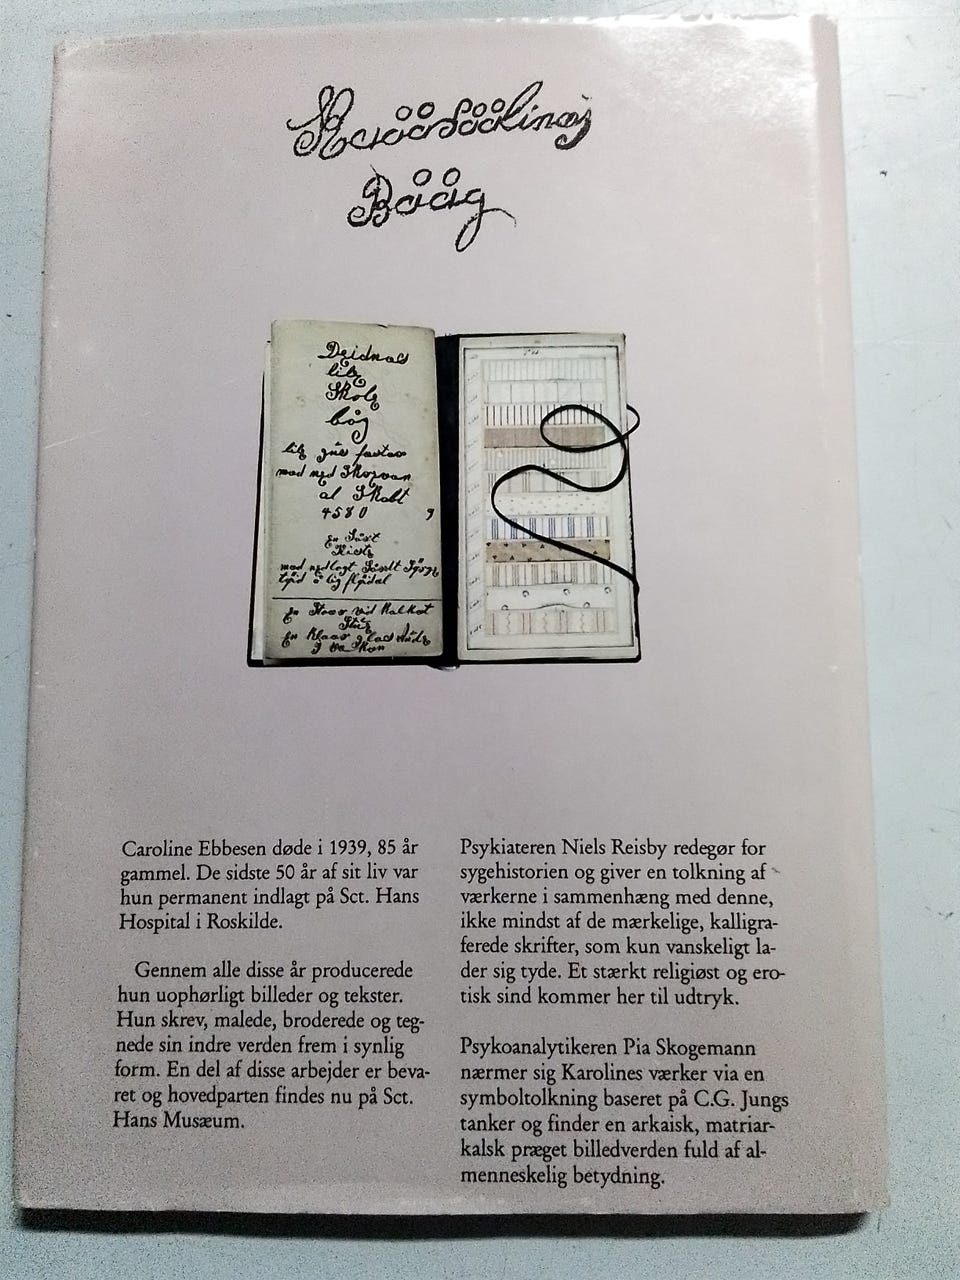 Bååg
lib
Skole
båg
4580
Caroline Ebbesen døde i 1939, 85 år
gammel. De sidste 50 år af sit liv var
hun permanent indlagt på Sct. Hans
Hospital i Roskilde.
Gennem alle disse år producerede
hun uophørligt billeder og tekster.
Hun skrev, malede, broderede og teg-
nede sin indre verden frem i synlig
form. En del af disse arbejder er beva-
ret og hovedparten findes nu på Sct.
Hans Musæum.
Psykiateren Niels Reisby redegør for
sygehistorien og giver en tolkning af
værkerne i sammenhæng med denne,
ikke mindst af de mærkelige, kalligra-
ferede skrifter, som kun vanskeligt la-
der sig tyde. Et stærkt religiøst og ero-
tisk sind kommer her til udtryk.
Psykoanalytikeren Pia Skogemann
nærmer sig Karolines værker via en
symboltolkning baseret på C.G. Jungs
tanker og finder en arkaisk, matriar-
kalsk præget billedverden fuld af al-
menneskelig betydning.